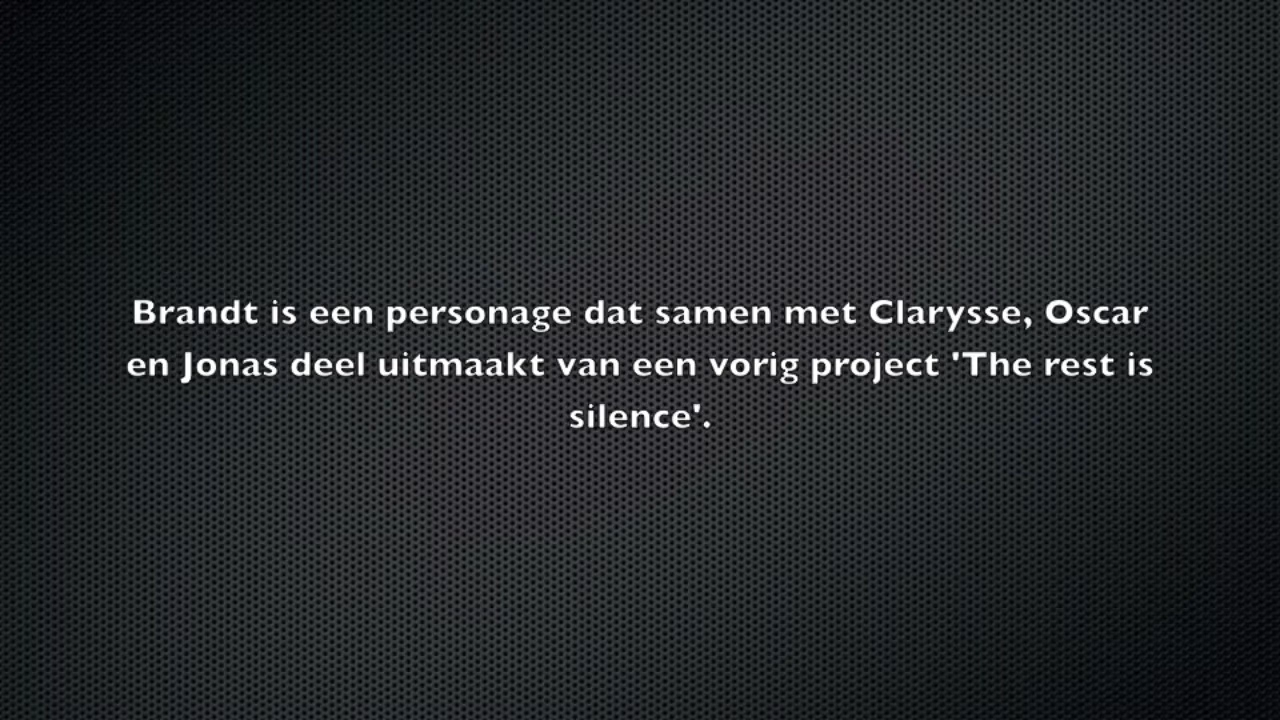 Brandt is een personage dat samen met Clarysse, Oscar
en Jonas deel uitmaakt van een vorig project 'The rest is
silence'.